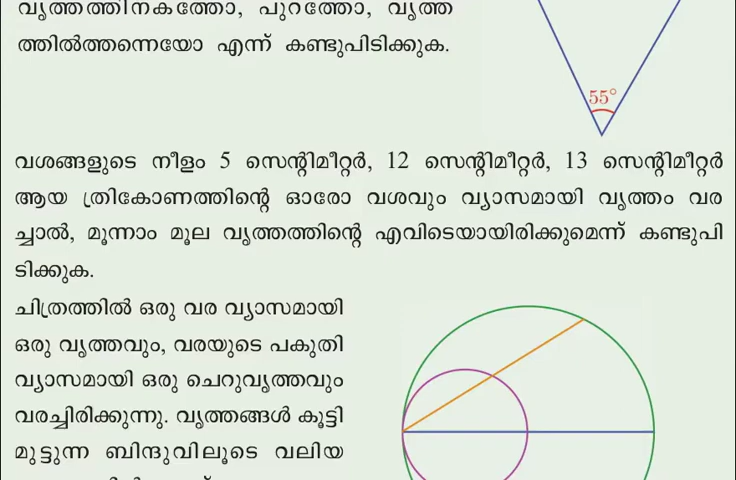 വൃത്തത്തിനകത്തോ, പുറത്തോ, വൃത്ത
ത്തിൽത്തന്നെയോ എന്ന് കണ്ടുപിടിക്കുക.
55°
വശങ്ങളുടെ നീളം 5 സെന്റിമീറ്റർ, 12 സെന്റിമീറ്റർ, 13 സെന്റിമീറ്റർ
ആയ ത്രികോണത്തിന്റെ ഓരോ വശവും വ്യാസമായി വൃത്തം വര
ച്ചാൽ, മൂന്നാം മൂല വൃത്തത്തിന്റെ എവിടെയായിരിക്കുമെന്ന് കണ്ടുപി
ടിക്കുക.
ചിത്രത്തിൽ ഒരു വര വ്യാസമായി
ഒരു വൃത്തവും, വരയുടെ പകുതി
വ്യാസമായി ഒരു ചെറുവൃത്തവും
വരച്ചിരിക്കുന്നു. വൃത്തങ്ങൾ കൂട്ടി
മുട്ടുന്ന ബിന്ദുവിലൂടെ വലിയ